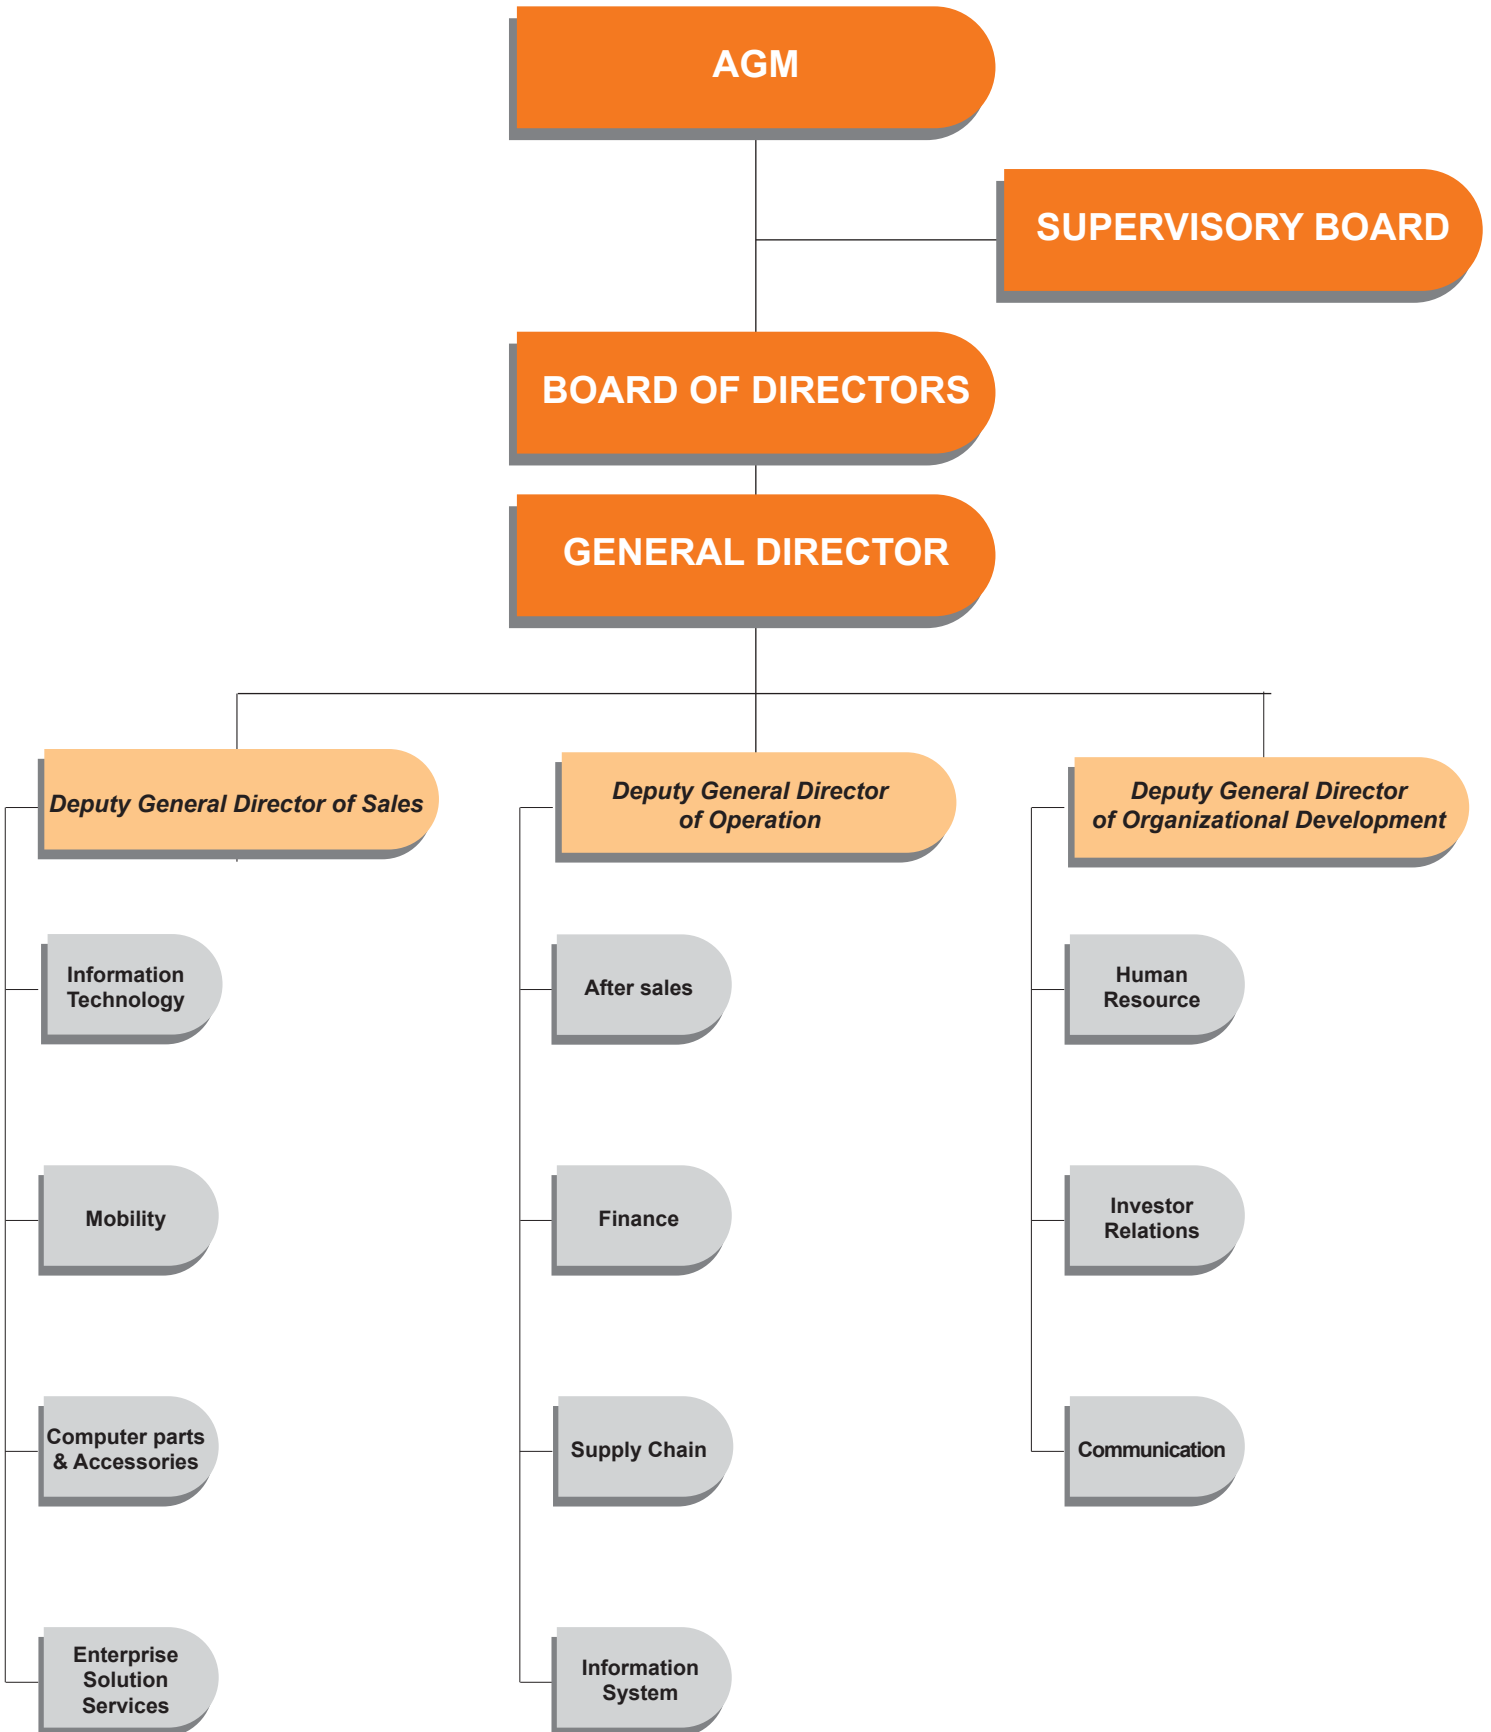 AGM
SUPERVISORY BOARD
BOARD OF DIRECTORS
GENERAL DIRECTOR
Deputy General Director of Sales
Deputy General Director
of Operation
Deputy General Director
of Organizational Development
Information
Technology
After sales
Human
Resource
Mobility
Finance
Investor
Relations
Computer parts
& Accessories
Supply Chain
Communication
Enterprise
Solution
Services
Information
System